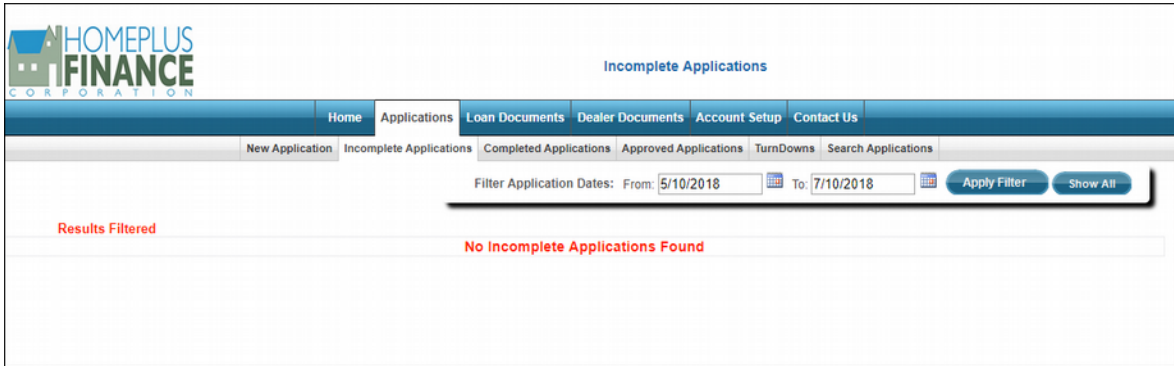 HOMEPLUS
FINANCE
CORPORATION
Incomplete Applications
Home Applications Loan Documents Dealer Documents Account Setup Contact Us
New Application Incomplete Applications Completed Applications Approved Applications TurnDowns Search Applications
Filter Application Dates: From: 5/10/2018 To: 7/10/2018 Apply Filter Show All
Results Filtered
No Incomplete Applications Found